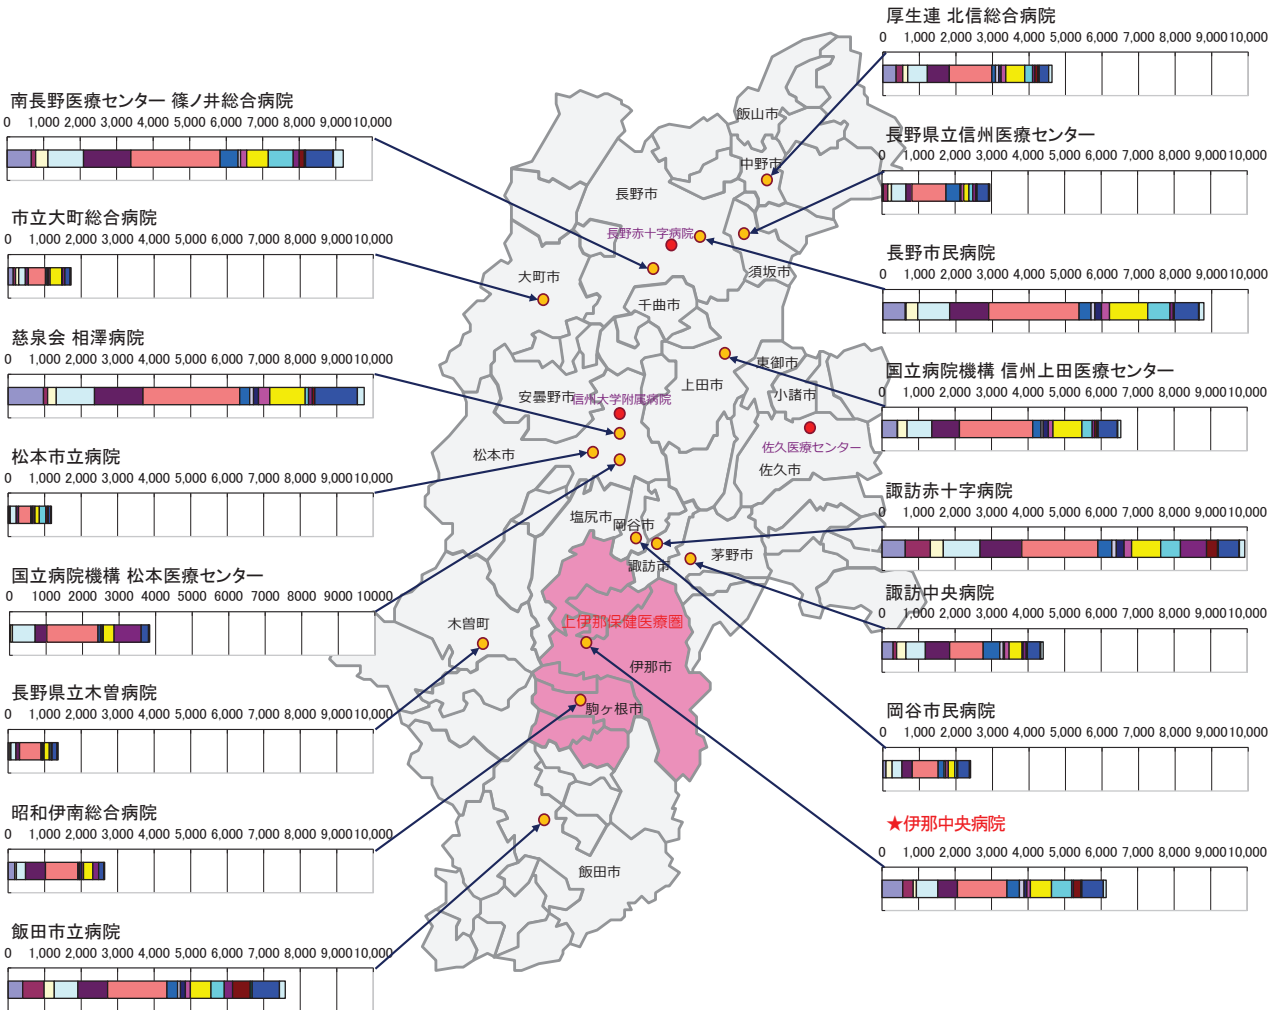 南長野医療センター 篠ノ井総合病院
0 1,000 2,000 3,000 4,000 5,000 6,000 7,000 8,000 9,000 10,000
市立大町総合病院
0 1,000 2,000 3,000 4,000 5,000 6,000 7,000 8,000 9,000 10,000
慈泉会 相澤病院
0 1,000 2,000 3,000 4,000 5,000 6,000 7,000 8,000 9,000 10,000
松本市立病院
0 1,000 2,000 3,000 4,000 5,000 6,000 7,000 8,000 9,000 10,000
国立病院機構 松本医療センター
0 1000 2000 3000 4000 5000 6000 7000 8000 9000 10000
長野県立木曽病院
0 1,000 2,000 3,000 4,000 5,000 6,000 7,000 8,000 9,000 10,000
昭和伊南総合病院
0 1,000 2,000 3,000 4,000 5,000 6,000 7,000 8,000 9,000 10,000
飯田市立病院
0 1,000 2,000 3,000 4,000 5,000 6,000 7,000 8,000 9,000 10,000
飯山市
中野市
長野市
長野赤十字病院
須坂市
大町市
千曲市
東御市
上田市
小諸市
安曇野市
信州大学附属病院
佐久医療センター
松本市
佐久市
塩尻市
岡谷市
茅野市
諏訪市
木曽町
上伊那保健医療圏
伊那市
駒ヶ根市
飯田市
厚生連 北信総合病院
0 1,000 2,000 3,000 4,000 5,000 6,000 7,000 8,000 9,000 10,000
長野県立信州医療センター
0 1,000 2,000 3,000 4,000 5,000 6,000 7,000 8,000 9,000 10,000
長野市民病院
0 1,000 2,000 3,000 4,000 5,000 6,000 7,000 8,000 9,000 10,000
国立病院機構 信州上田医療センター
0 1,000 2,000 3,000 4,000 5,000 6,000 7,000 8,000 9,000 10,000
諏訪赤十字病院
0 1,000 2,000 3,000 4,000 5,000 6,000 7,000 8,000 9,000 10,000
諏訪中央病院
0 1,000 2,000 3,000 4,000 5,000 6,000 7,000 8,000 9,000 10,000
岡谷市民病院
0 1,000 2,000 3,000 4,000 5,000 6,000 7,000 8,000 9,000 10,000
★伊那中央病院
0 1,000 2,000 3,000 4,000 5,000 6,000 7,000 8,000 9,000 10,000